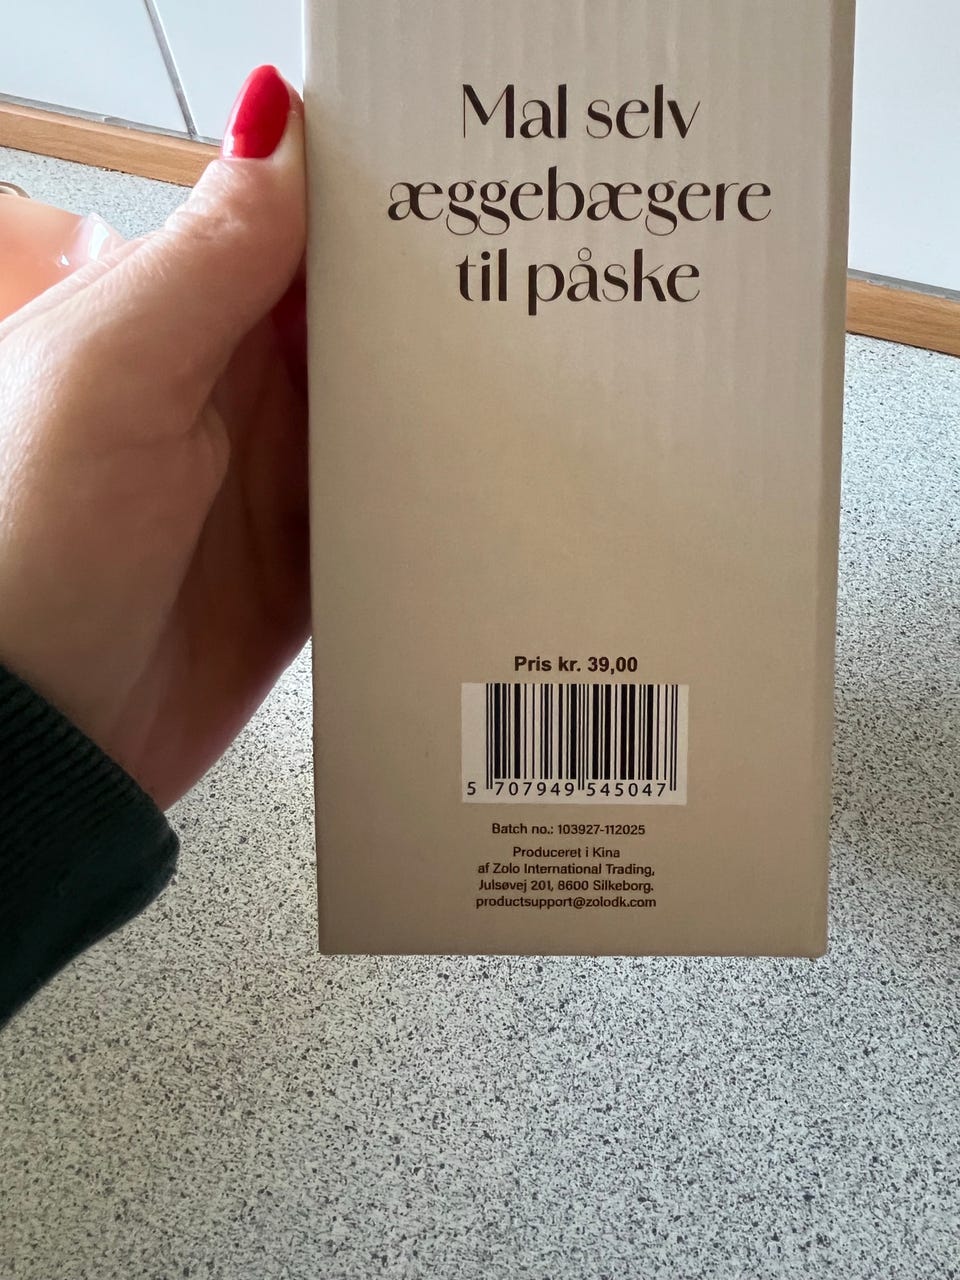 Mal selv
æggebægere
til påske
Pris kr. 39,00
5 707949 545047
Batch no.: 103927-112025
Produceret i Kina
af Zolo International Trading,
Julsøvej 201, 8600 Silkeborg.
productsupport@zolodk.com